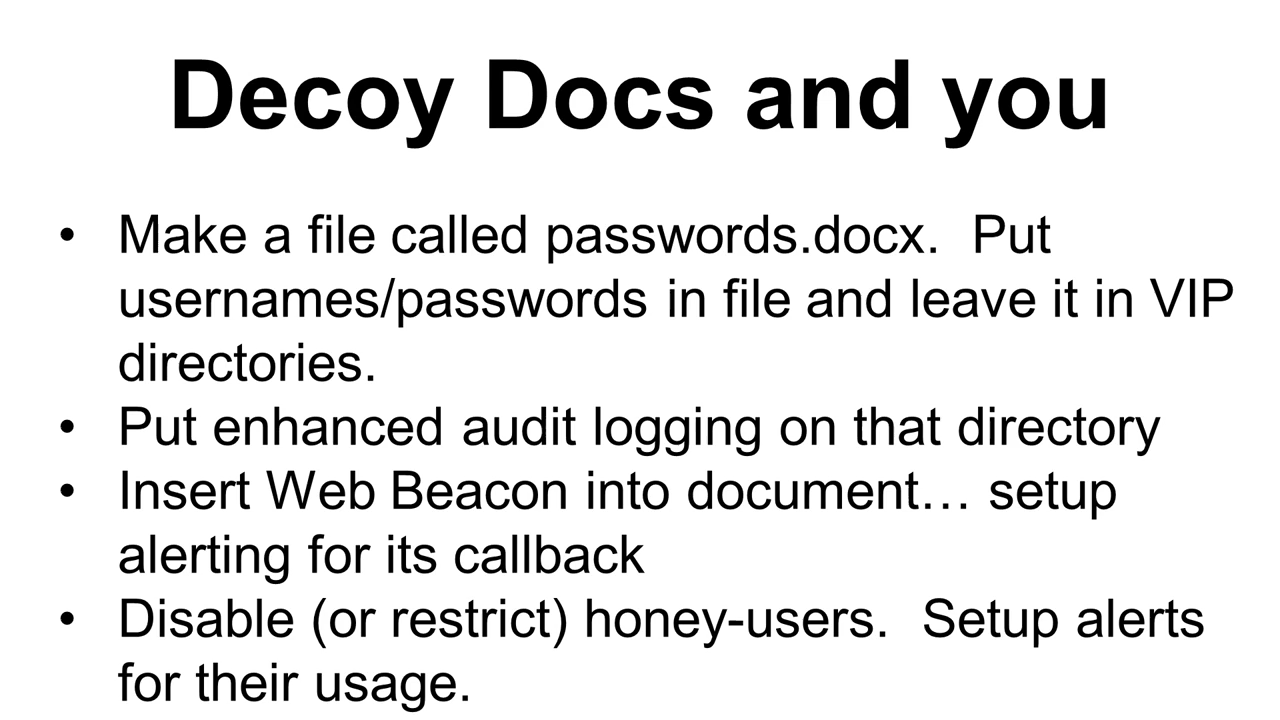 Decoy Docs and you
• Make a file called passwords.docx.  Put
usernames/passwords in file and leave it in VIP
directories.
• Put enhanced audit logging on that directory
• Insert Web Beacon into document… setup
alerting for its callback
• Disable (or restrict) honey-users.  Setup alerts
for their usage.